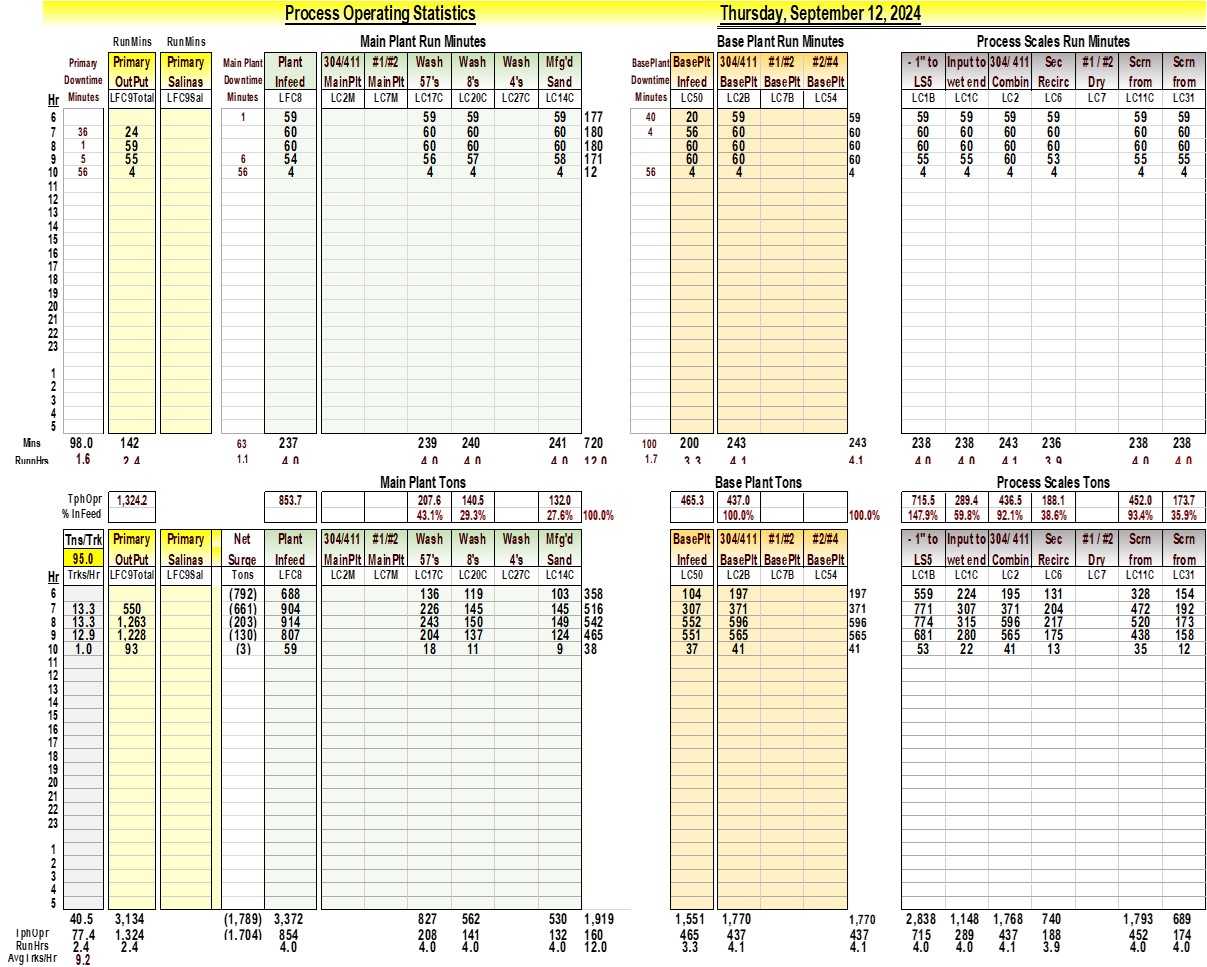 Process Operating Statistics Thursday, September 12, 2024
RunMins RunMins Main Plant Run Minutes Base Plant Run Minutes Process Scales Run Minutes
Primary Primary Primary Main Plant Plant 304/411 #1/#2 Wash Wash Wash Mfg'd BasePlant BasePlt 304/411 #1/#2 #2/#4 - 1" to Input to 304/ 411 Sec #1 / #2 Scrn Scrn
Downtime OutPut Salinas Downtime Infeed MainPlt MainPlt 57's 8's 4's Sand Downtime Infeed BasePlt BasePlt BasePlt LS5 wet end Combin Recirc Dry from from
Hr Minutes LFC9Total LFC9Sal Minutes LFC8 LC2M LC7M LC17C LC20C LC27C LC14C Minutes LC50 LC2B LC7B LC54 LC1B LC1C LC2 LC6 LC7 LC11C LC31
6 1 59 59 59 59 177 40 20 59 59 59 59 59 59 59 59
7 36 24 60 60 60 60 180 4 56 60 60 60 60 60 60 60 60
8 1 59 60 60 60 60 180 60 60 60 60 60 60 60 60 60
9 5 55 6 54 56 57 58 171 60 60 60 55 55 60 53 55 55
10 56 4 56 4 4 4 4 12 56 4 4 4 4 4 4 4 4 4
11
12
13
14
15
16
17
18
19
20
21
22
23
1
2
3
4
5
Mins 98.0 142 63 237 239 240 241 720 100 200 243 243 238 238 243 236 238 238
RunnHrs 1.6 2.4 1.1 4.0 4.0 4.0 4.0 12.0 1.7 3.3 4.1 4.1 4.0 4.0 4.1 3.9 4.0 4.0
Main Plant Tons Base Plant Tons Process Scales Tons
TphOpr 1,324.2 853.7 207.6 140.5 132.0 465.3 437.0 715.5 289.4 436.5 188.1 452.0 173.7
% InFeed 43.1% 29.3% 27.6% 100.0% 100.0% 100.0% 147.9% 59.8% 92.1% 38.6% 93.4% 35.9%
Tns/Trk Primary Primary Net Plant 304/411 #1/#2 Wash Wash Wash Mfg'd BasePlt 304/411 #1/#2 #2/#4 - 1" to Input to 304/ 411 Sec #1 / #2 Scrn Scrn
95.0 OutPut Salinas Surge Infeed MainPlt MainPlt 57's 8's 4's Sand Infeed BasePlt BasePlt BasePlt LS5 wet end Combin Recirc Dry from from
Hr Trks/Hr LFC9Total LFC9Sal Tons LFC8 LC2M LC7M LC17C LC20C LC27C LC14C LC50 LC2B LC7B LC54 LC1B LC1C LC2 LC6 LC7 LC11C LC31
6 (792) 688 136 119 103 358 104 197 197 559 224 195 131 328 154
7 13.3 550 (661) 904 226 145 145 516 307 371 371 771 307 371 204 472 192
8 13.3 1,263 (203) 914 243 150 149 542 552 596 596 774 315 596 217 520 173
9 12.9 1,228 (130) 807 204 137 124 465 551 565 565 681 280 565 175 438 158
10 1.0 93 (3) 59 18 11 9 38 37 41 41 53 22 41 13 35 12
11
12
13
14
15
16
17
18
19
20
21
22
23
1
2
3
4
5
40.5 3,134 (1,789) 3,372 827 562 530 1,919 1,551 1,770 1,770 2,838 1,148 1,768 740 1,793 689
TphOpr 77.4 1,324 (1,704) 854 208 141 132 160 465 437 437 715 289 437 188 452 174
RunHrs 2.4 2.4 4.0 4.0 4.0 4.0 12.0 3.3 4.1 4.1 4.0 4.0 4.1 3.9 4.0 4.0
AvgTrks/Hr 9.2